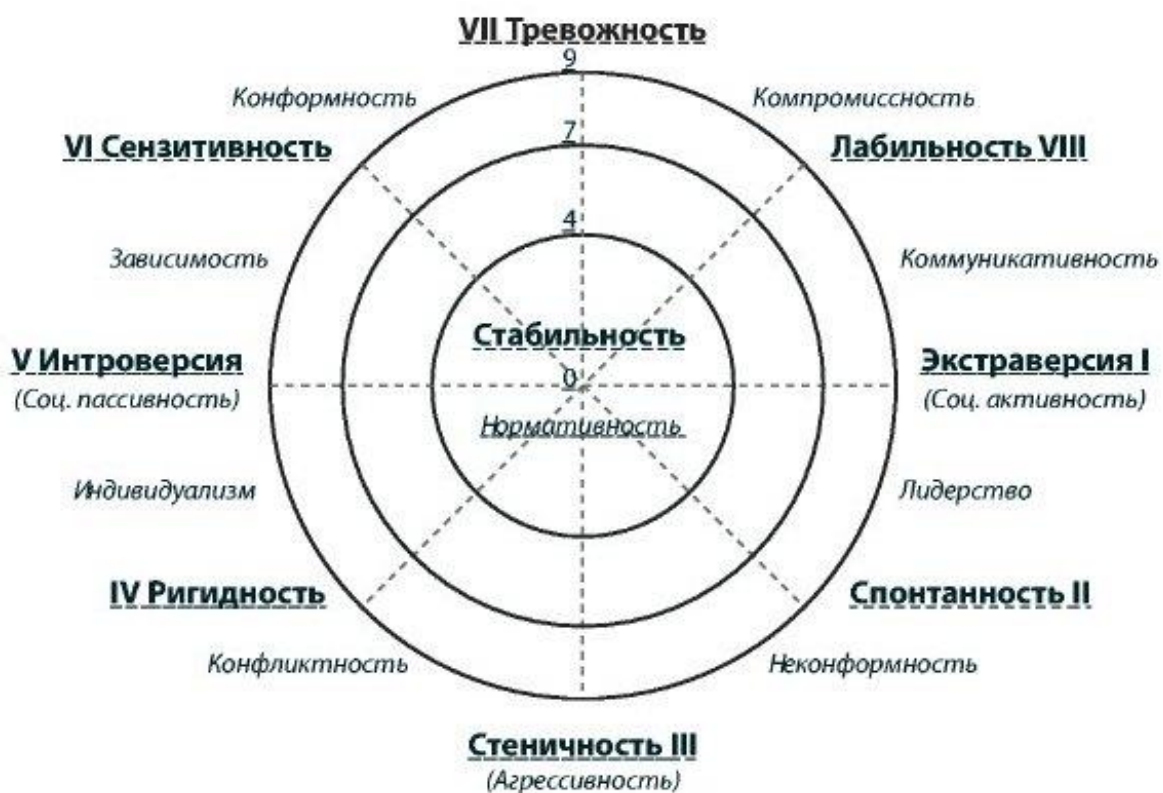 VII Тревожность
9
Конформность
Компромиссность
7
VI Сензитивность
Лабильность VIII
4
Зависимость
Коммуникативность
Стабильность
V Интроверсия
0
Экстраверсия I
(Соц. пассивность)
(Соц. активность)
Нормативность
Индивидуализм
Лидерство
IV Ригидность
Спонтанность II
Конфликтность
Неконформность
Стеничность III
(Агрессивность)